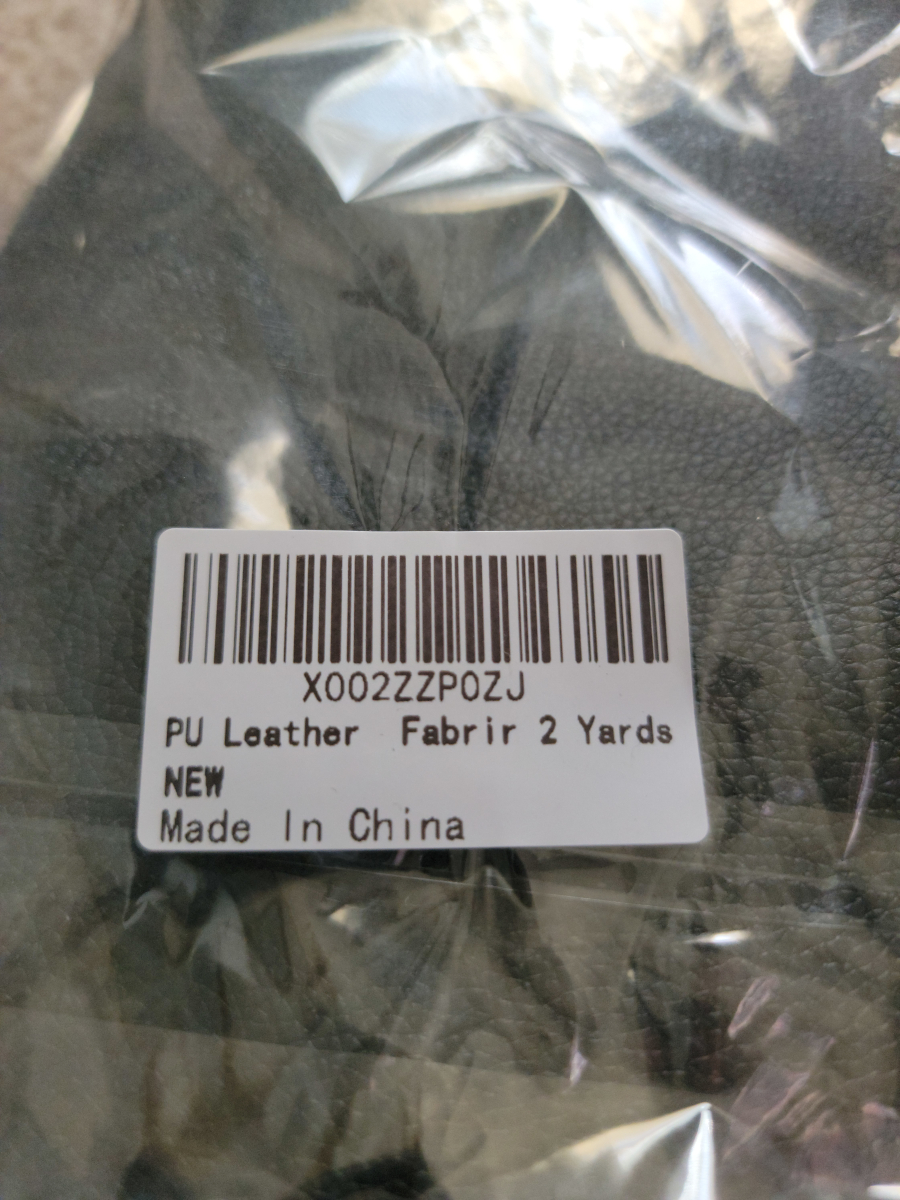 X002ZZP0ZJ
PU Leather Fabrir 2 Yards
NEW
Made In China